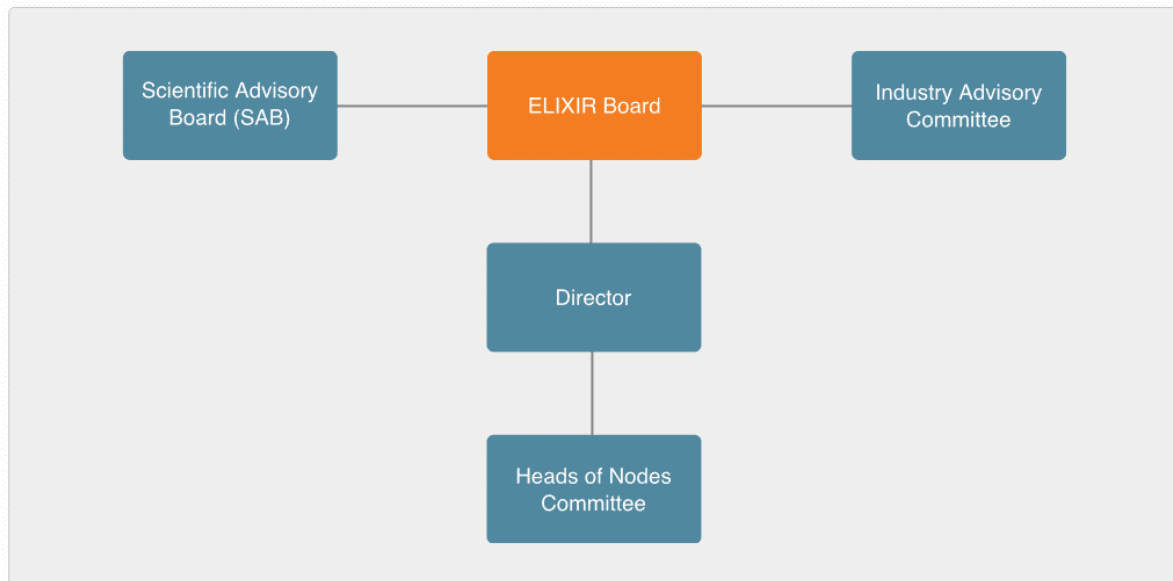 Scientific Advisory
Board (SAB)
ELIXIR Board
Industry Advisory
Committee
Director
Heads of Nodes
Committee